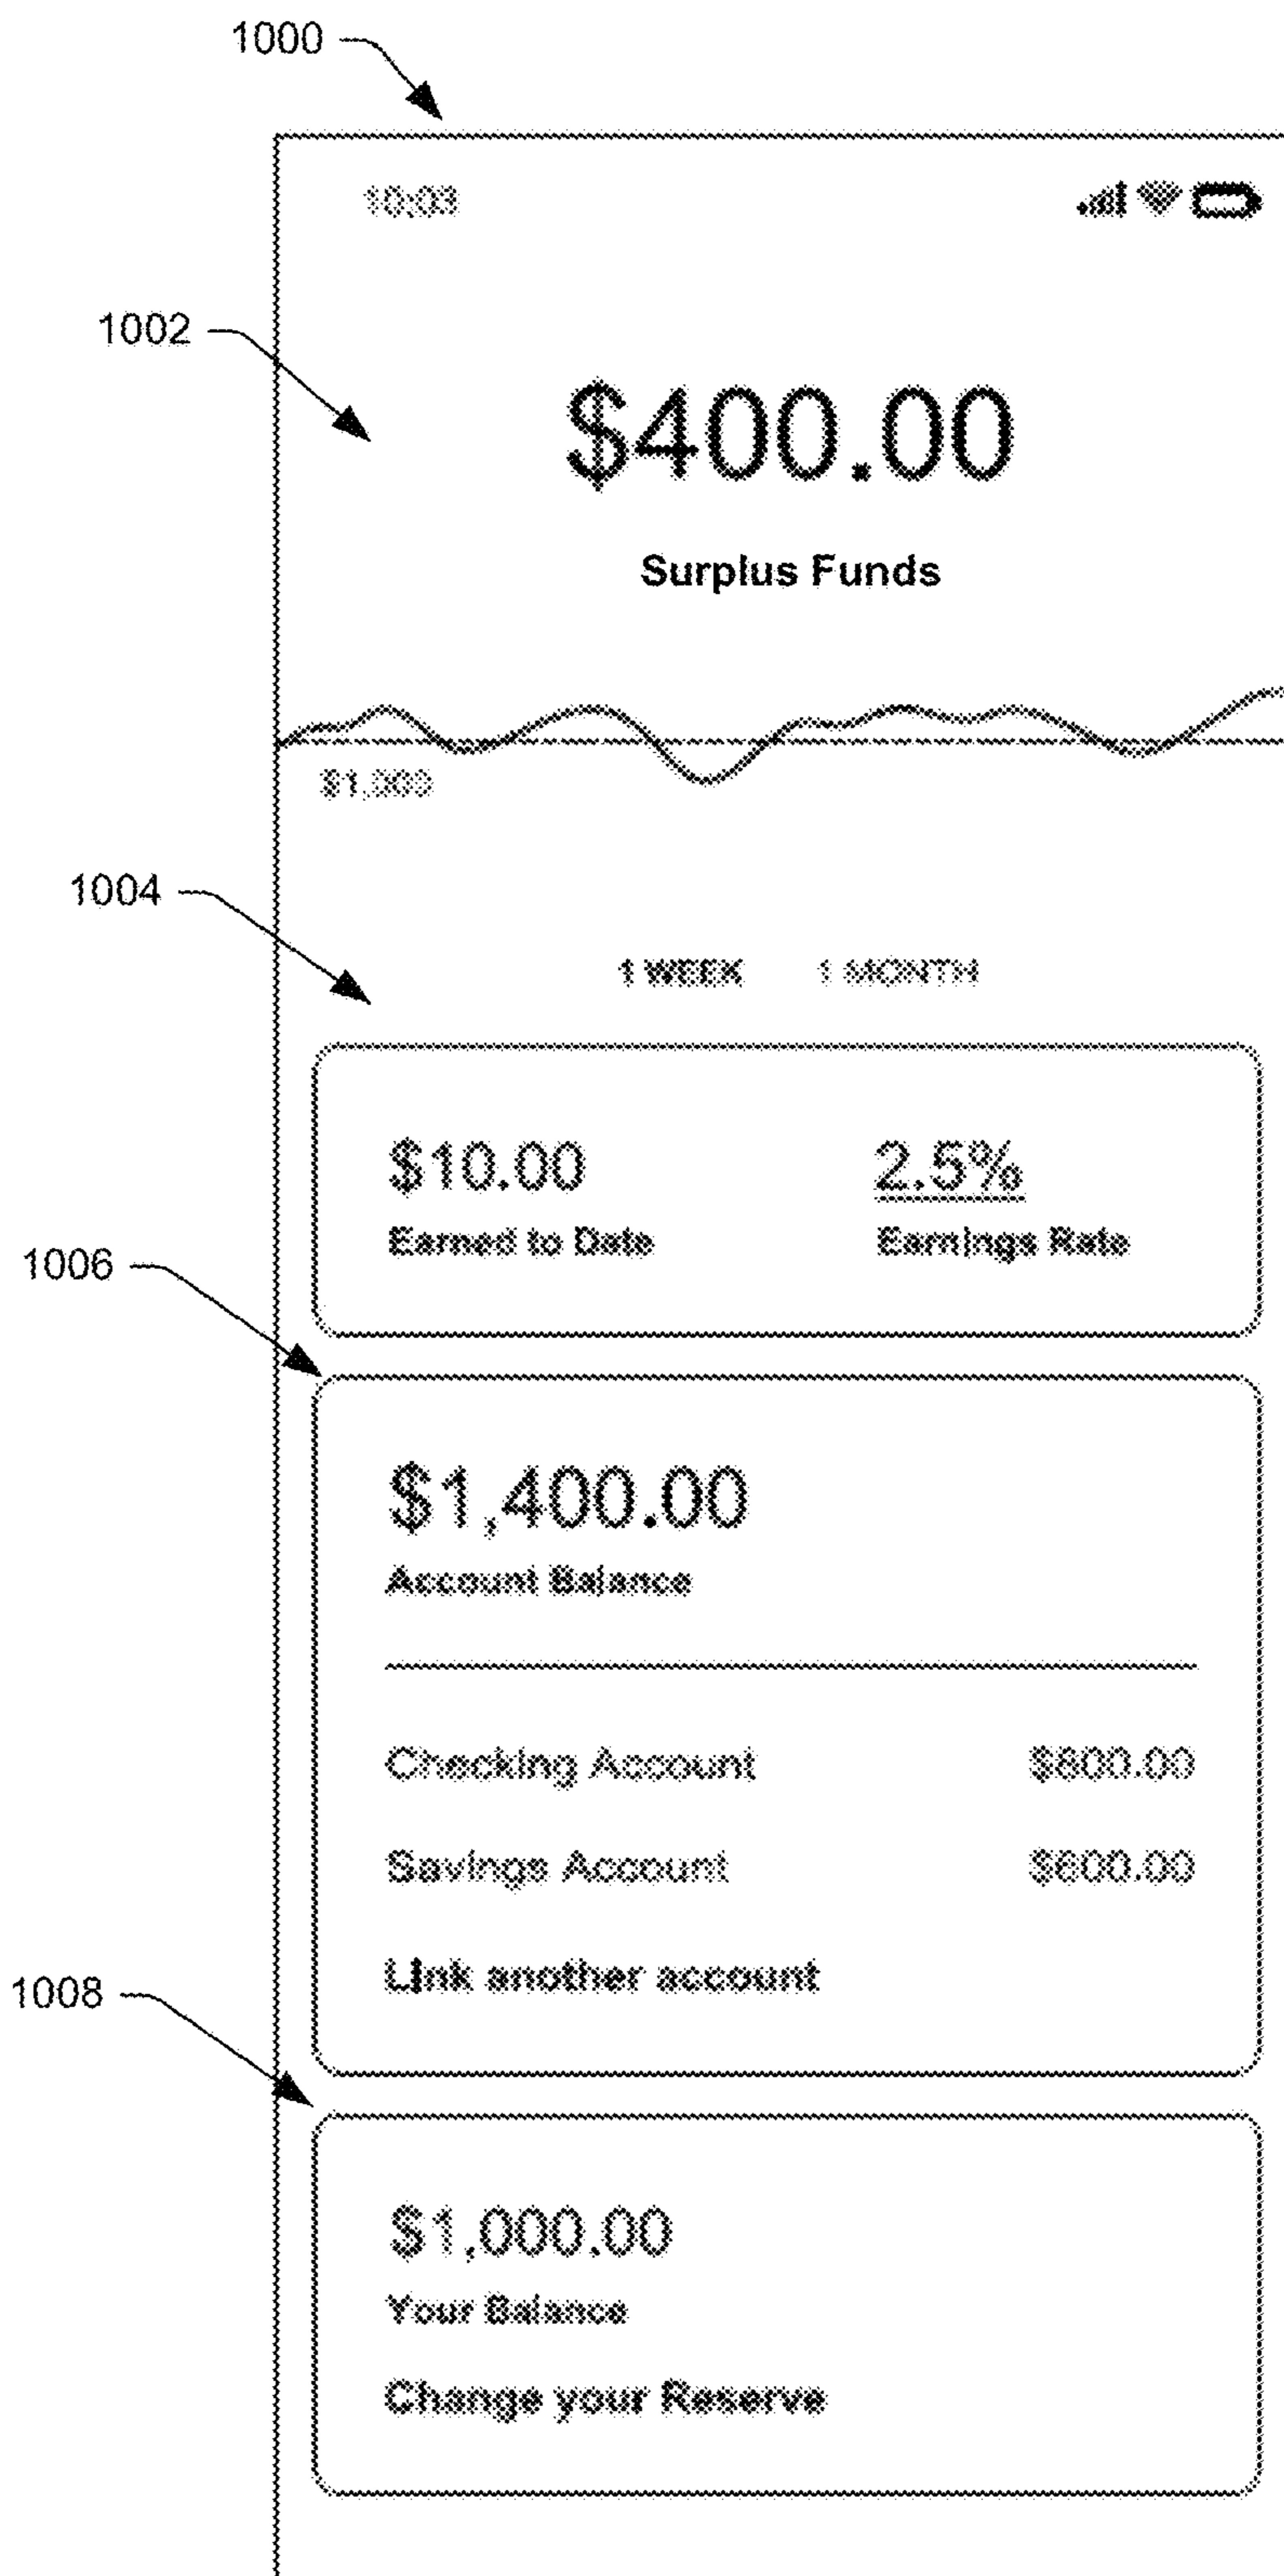 1000
10:03
1002
$400.00
Surplus Funds
$1,000
1004
1 WEEK 1 MONTH
$10.00 2.5%
Earned to Date Earnings Rate
1006
$1,400.00
Account Balance
Checking Account $800.00
Savings Account $600.00
Link another account
1008
$1,000.00
Your Balance
Change your Reserve